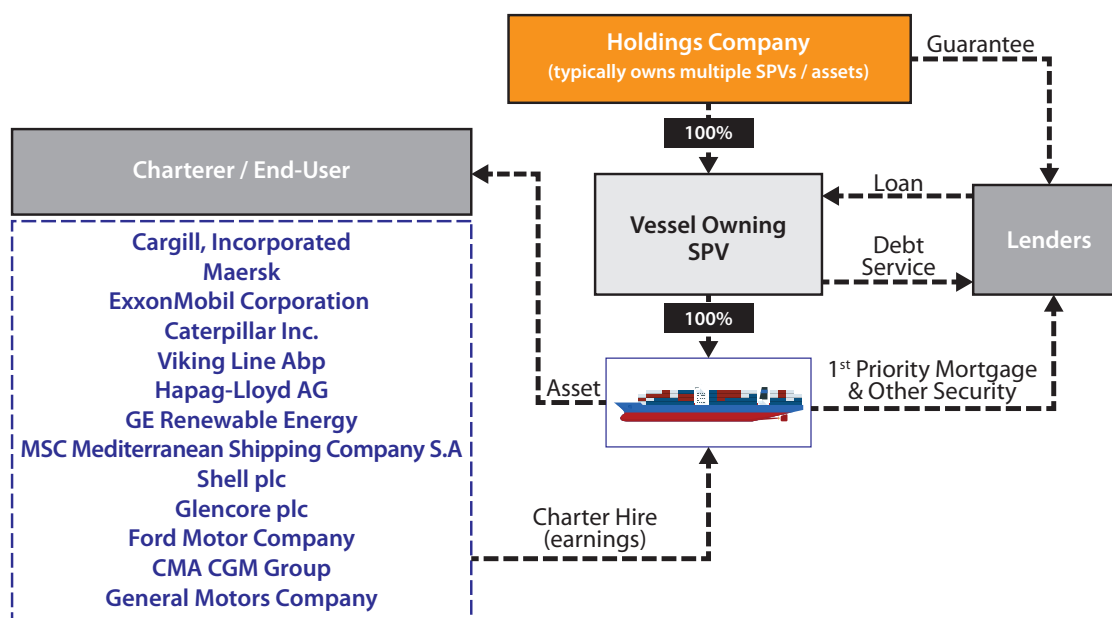 Holdings Company
(typically owns multiple SPVs / assets)
Guarantee
100%
Charterer / End-User
Vessel Owning
SPV
Loan
Lenders
Debt
Service
100%
Cargill, Incorporated
Maersk
ExxonMobil Corporation
Caterpillar Inc.
Viking Line Abp
Hapag-Lloyd AG
GE Renewable Energy
MSC Mediterranean Shipping Company S.A
Shell plc
Glencore plc
Ford Motor Company
CMA CGM Group
General Motors Company
Asset
1st Priority Mortgage
& Other Security
Charter Hire
(earnings)